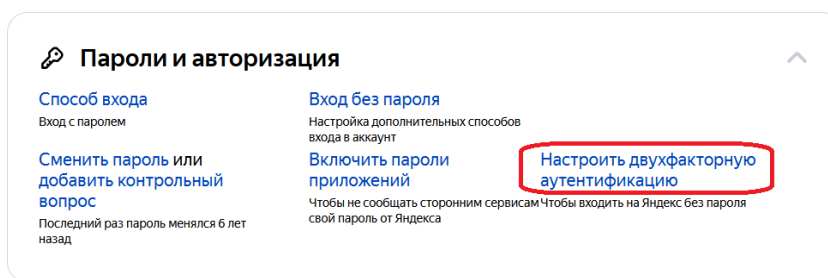 Пароли и авторизация
Способ входа
Вход с паролем
Вход без пароля
Настройка дополнительных способов
входа в аккаунт
Сменить пароль или
добавить контрольный
вопрос
Последний раз пароль менялся 6 лет
назад
Включить пароли
приложений
Чтобы не сообщать сторонним сервисам
свой пароль от Яндекса
Настроить двухфакторную
аутентификацию
Чтобы входить на Яндекс без пароля